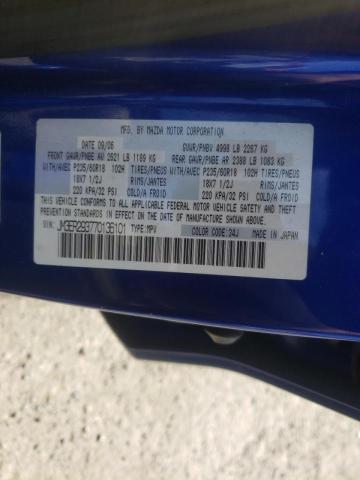 MFD. BY MAZDA MOTOR CORPORATION
DATE 09/06 GVWR/PNBV 4998 LB 2267 KG
FRONT GAWR/PNBE AV 2621 LB 1189 KG REAR GAWR/PNBE AR 2388 LB 1083 KG
WITH/AVEC P235/60R18 102H TIRES/PNEUS WITH/AVEC P235/60R18 102H TIRES/PNEUS
18X7 1/2J RIMS/JANTES 18X7 1/2J RIMS/JANTES
220 KPA/32 PSI COLD/A FROID 220 KPA/32 PSI COLD/A FROID
THIS VEHICLE CONFORMS TO ALL APPLICABLE FEDERAL MOTOR VEHICLE SAFETY AND THEFT
PREVENTION STANDARDS IN EFFECT ON THE DATE OF MANUFACTURE SHOWN ABOVE.
VIN: JM3ER293770136101 TYPE:MPV COLOR CODE:34J MADE IN JAPAN